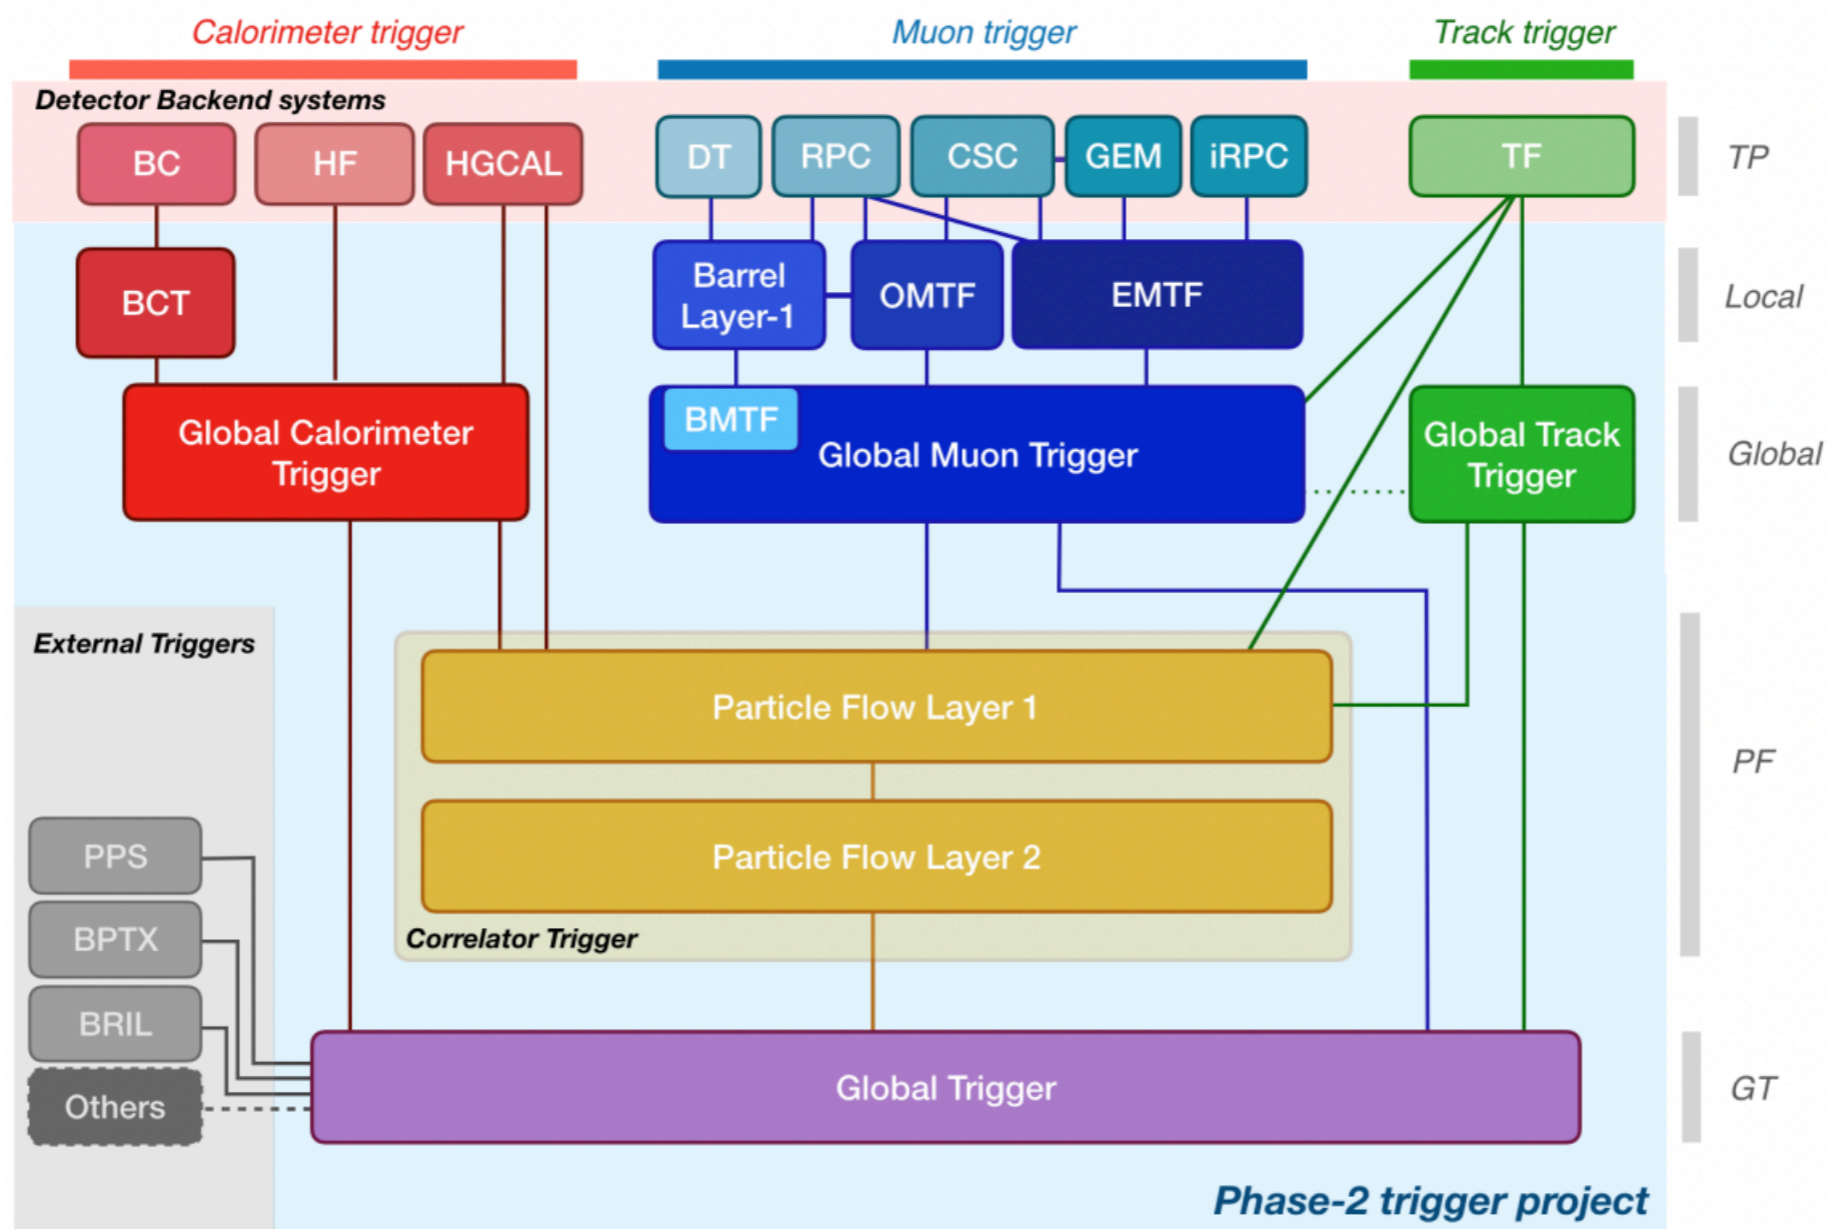 Calorimeter trigger
Muon trigger
Track trigger
Detector Backend systems
BC
HF
HGCAL
DT
RPC
CSC
GEM
iRPC
TF
TP
BCT
Barrel
Layer-1
OMTF
EMTF
Local
Global Calorimeter
Trigger
BMTF
Global Muon Trigger
Global Track
Trigger
Global
External Triggers
Particle Flow Layer 1
PF
Particle Flow Layer 2
Correlator Trigger
PPS
BPTX
BRIL
Others
Global Trigger
GT
Phase-2 trigger project